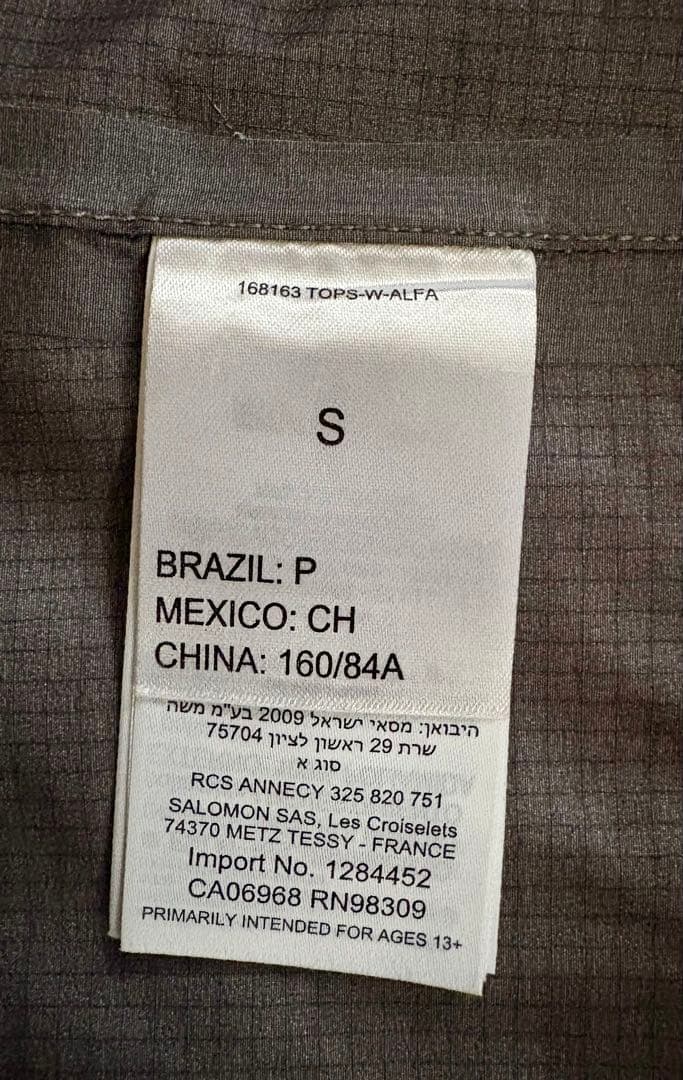 168163 TOPS-W-ALFA
S
BRAZIL: P
MEXICO: CH
CHINA: 160/84A
היבואן: מסאי ישראל 2009 בע"מ משה
שרת 29 ראשון לציון 75704
סוג א
RCS ANNECY 325 820 751
SALOMON SAS, Les Croiselets
74370 METZ TESSY - FRANCE
Import No. 1284452
CA06968 RN98309
PRIMARILY INTENDED FOR AGES 13+